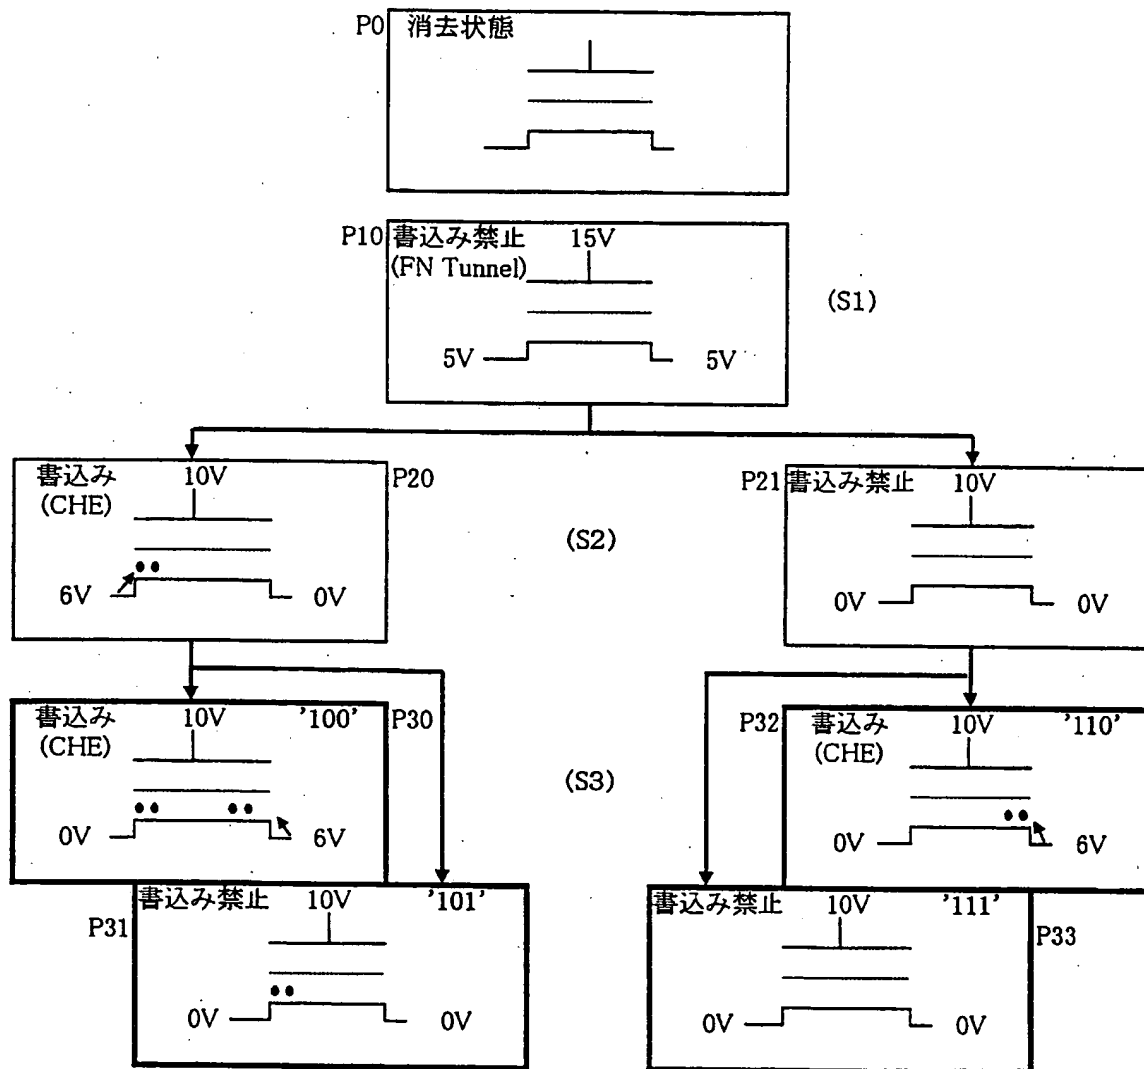 P0 消去状態
P10 書込み禁止 15V
(FN Tunnel)
(S1)
5V 5V
書込み 10V P20
(CHE)
6V 0V
(S2)
P21 書込み禁止 10V
0V 0V
書込み 10V '100' P30
(CHE)
0V 6V
(S3)
P32 書込み 10V '110'
(CHE)
0V 6V
P31 書込み禁止 10V '101'
0V 0V
書込み禁止 10V '111' P33
0V 0V